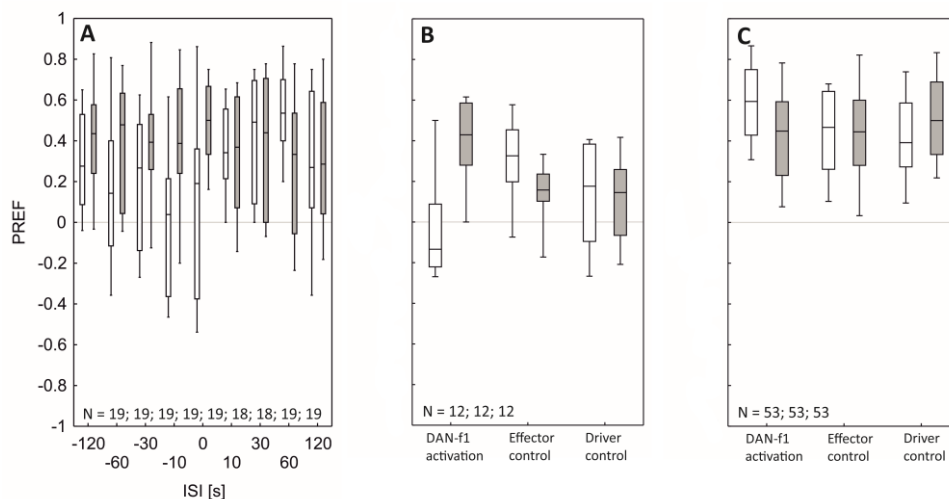 A
B
C
PREF
1
0.8
0.6
0.4
0.2
0
-0.2
0.4
-0.6
-0.8
-1
N = 19; 19; 19; 19; 19; 18; 18; 19; 19
N = 12; 12; 12
N = 53; 53; 53
-120 -30 0 30 120
-60 -10 10 60
ISI [s]
DAN-f1
activation
Effector
control
Driver
control
DAN-f1
activation
Effector
control
Driver
control